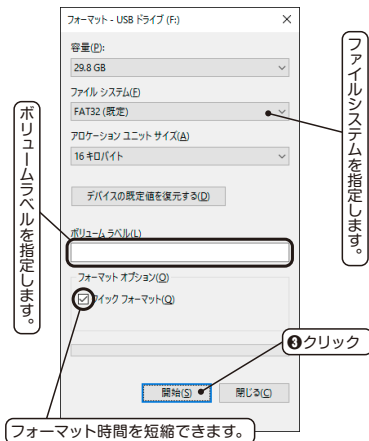 フォーマット - USB ドライブ (F:)
容量(P):
29.8 GB
ファイル システム(F)
FAT32 (既定)
アロケーション ユニット サイズ(A)
16 キロバイト
デバイスの既定値を復元する(D)
ボリューム ラベル(L)
フォーマット オプション(O)
クイック フォーマット(Q)
開始(S)
閉じる(C)
ファイルシステムを指定します。
ボリュームラベルを指定します。
❸クリック
フォーマット時間を短縮できます。